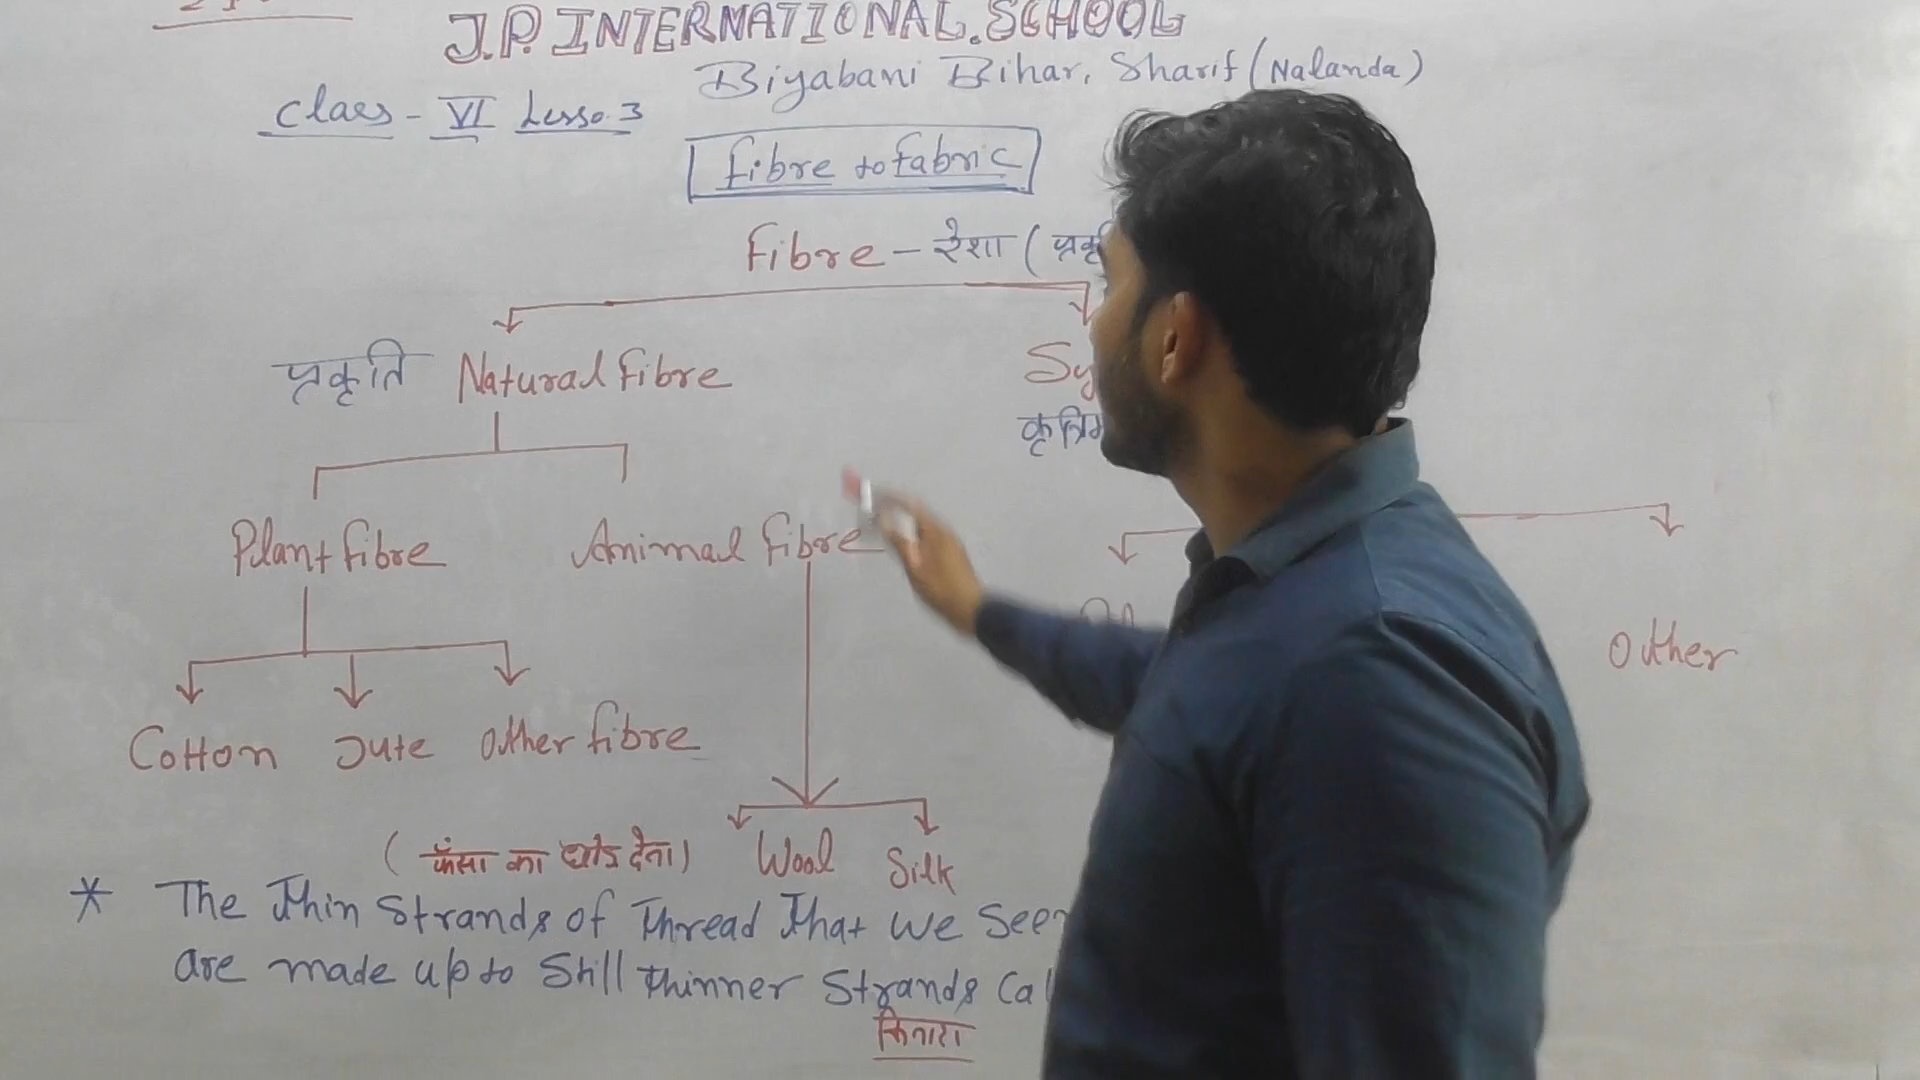 J.P. INTERNATIONAL. SCHOOL
Biyabani Bihar, Sharif (Nalanda)
Class - VI Lesso. 3
fibre to fabric
Fibre - रेशा (
प्रकृति Natural fibre
कृत्रिम
Plant fibre Animal fibre
Other
Cotton Jute Other fibre
Wool Silk
* The Thin Strands of Thread That We Seen
are made up to Still thinner Strands Cal
किनारा